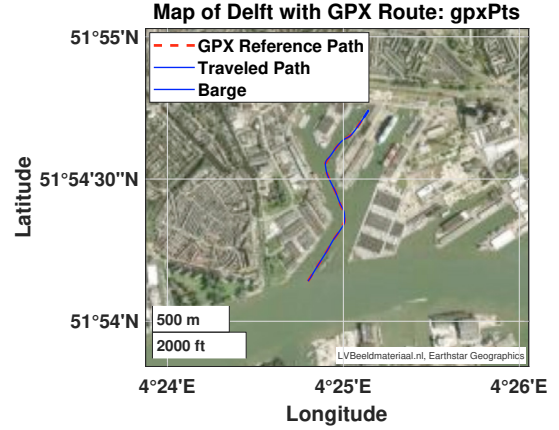 Map of Delft with GPX Route: gpxPts
51°55'N
GPX Reference Path
Traveled Path
Barge
51°54'30"N
Latitude
51°54'N
500 m
2000 ft
LVBeeldmateriaal.nl, Earthstar Geographics
4°24'E
4°25'E
4°26'E
Longitude